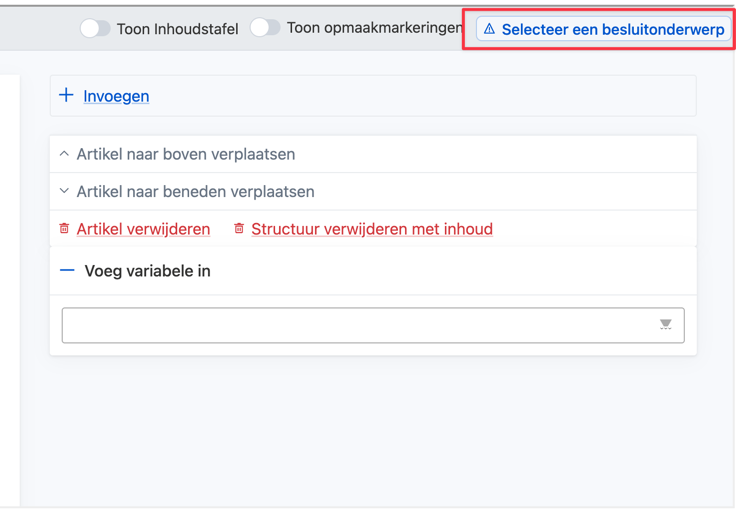 Toon Inhoudstafel Toon opmaakmarkeringen Selecteer een besluitonderwerp
Invoegen
Artikel naar boven verplaatsen
Artikel naar beneden verplaatsen
Artikel verwijderen Structuur verwijderen met inhoud
Voeg variabele in